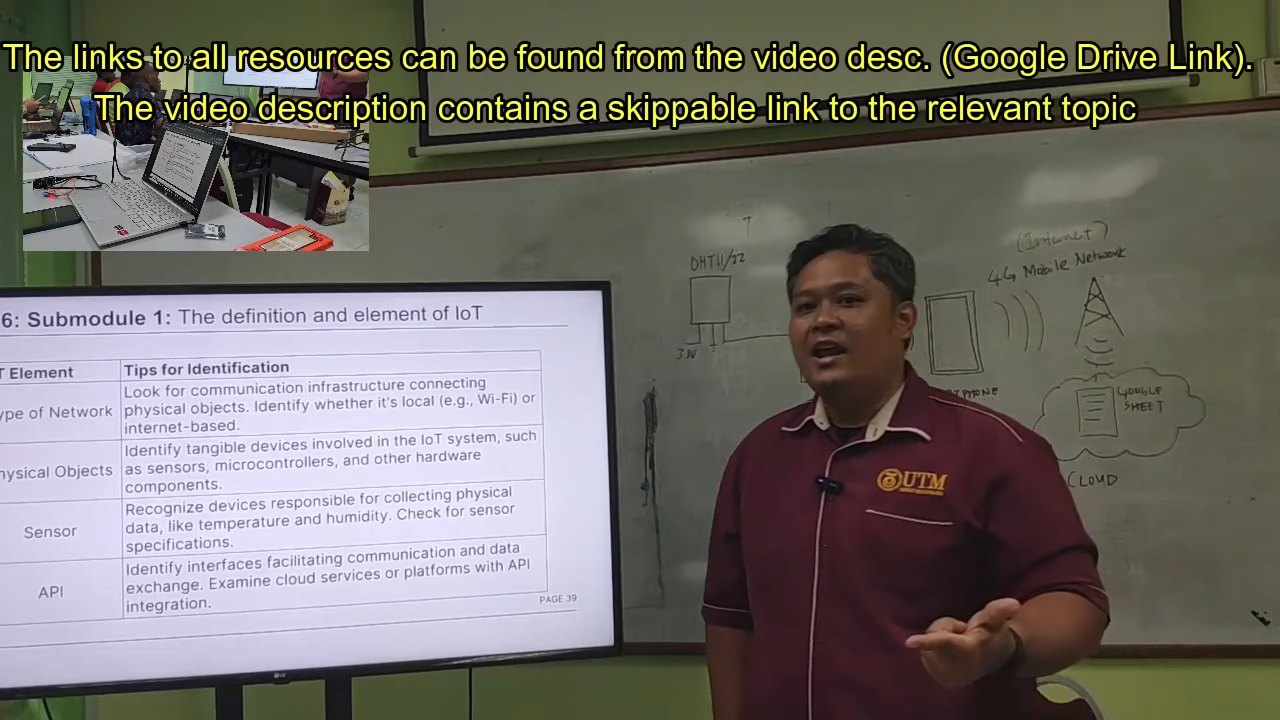 The links to all resources can be found from the video desc. (Google Drive Link).
The video description contains a skippable link to the relevant topic
6: Submodule 1: The definition and element of IoT
T Element
Tips for Identification
ype of Network
Look for communication infrastructure connecting
physical objects. Identify whether it's local (e.g., Wi-Fi) or
internet-based.
hysical Objects
Identify tangible devices involved in the IoT system, such
as sensors, microcontrollers, and other hardware
components.
Sensor
Recognize devices responsible for collecting physical
data, like temperature and humidity. Check for sensor
specifications.
API
Identify interfaces facilitating communication and data
exchange. Examine cloud services or platforms with API
integration.
PAGE 39
LG
DHT11/22
3.3V
(Internet)
4G Mobile Network
GOOGLE
SHEET
CLOUD
UTM